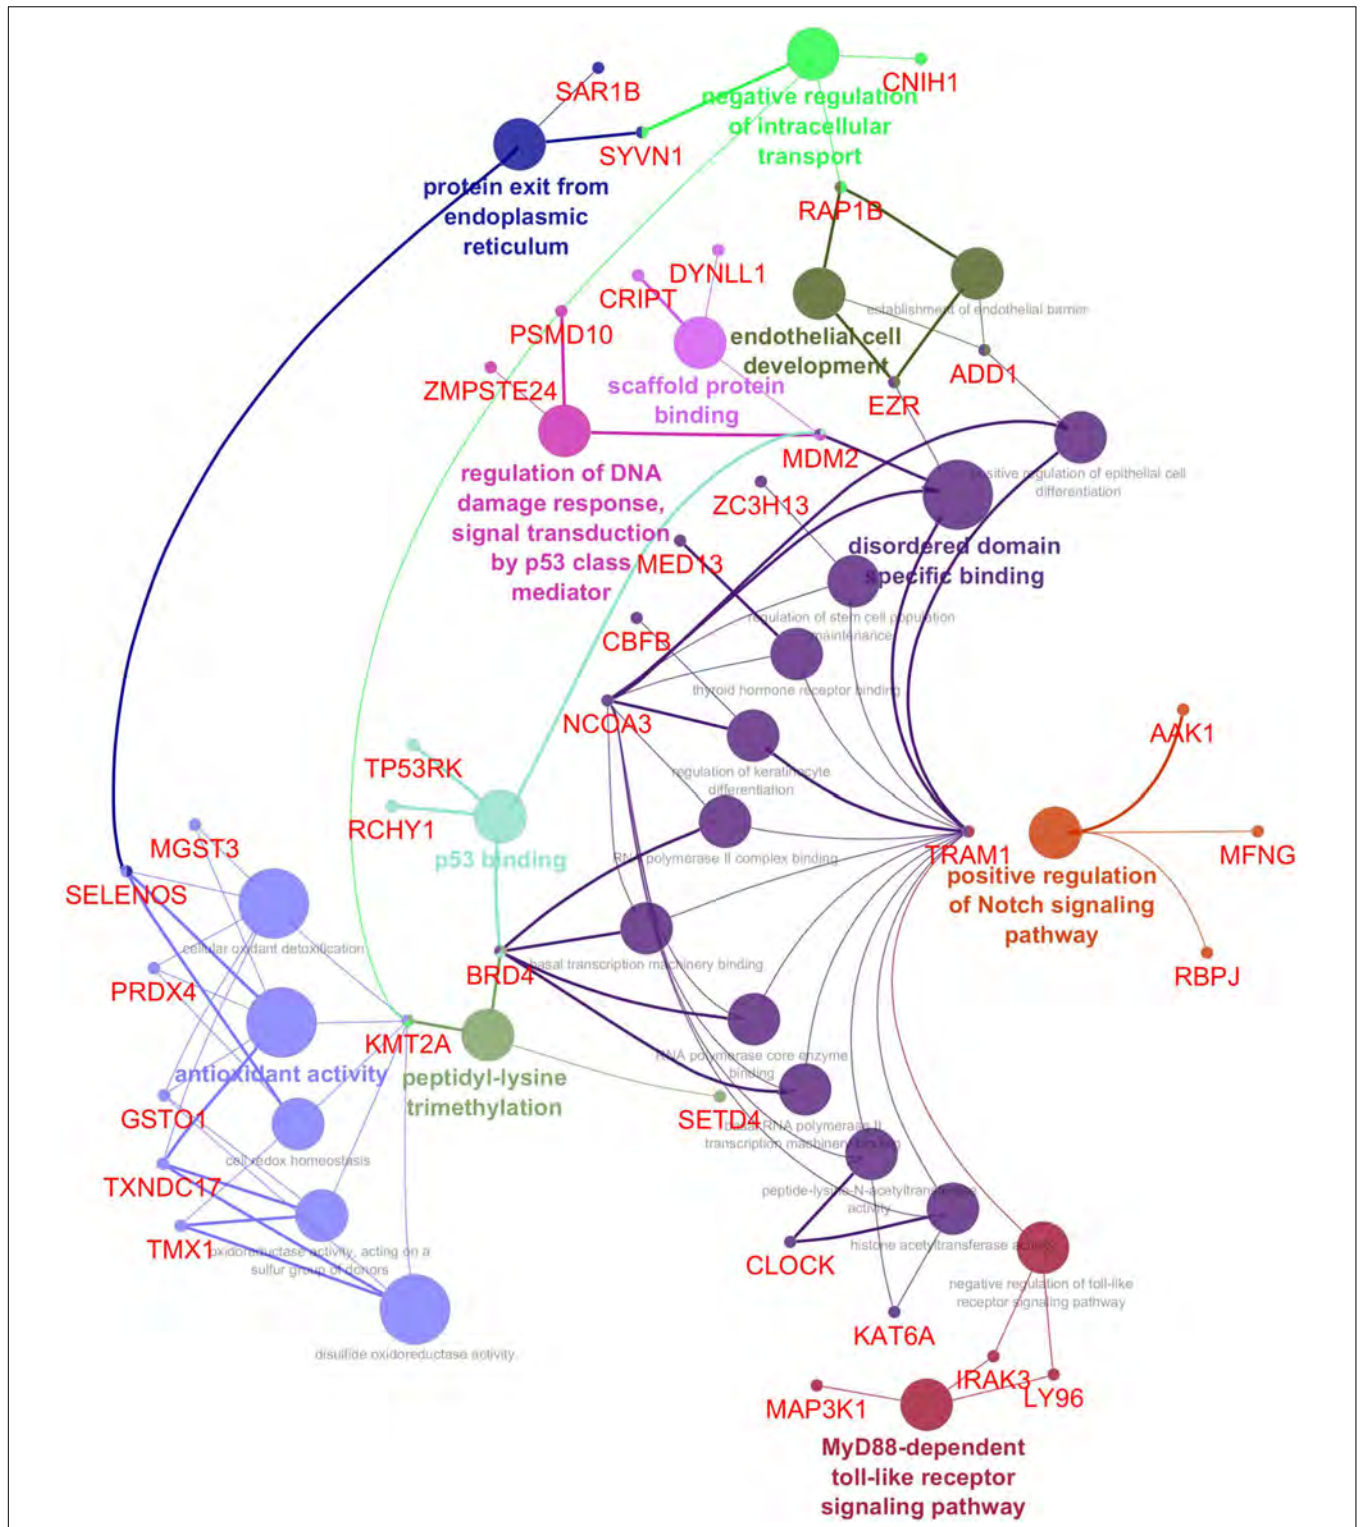 SAR1B
CNIH1
negative regulation
of intracellular
transport
SYVN1
protein exit from
endoplasmic
reticulum
RAP1B
DYNLL1
CRIPT
establishment of endothelial barrier
PSMD10
endothelial cell
development
ADD1
ZMPSTE24
scaffold protein
binding
EZR
MDM2
regulation of DNA
damage response,
signal transduction
by p53 class
mediator
positive regulation of epithelial cell
differentiation
ZC3H13
disordered domain
specific binding
MED13
regulation of stem cell population
maintenance
CBFB
thyroid hormone receptor binding
NCOA3
AAK1
TP53RK
regulation of keratinocyte
differentiation
RCHY1
MGST3
p53 binding
RNA polymerase II complex binding
TRAM1
MFNG
positive regulation
of Notch signaling
pathway
SELENOS
cellular oxidant detoxification
basal transcription machinery binding
BRD4
RBPJ
PRDX4
KMT2A
RNA polymerase core enzyme
binding
antioxidant activity
peptidyl-lysine
trimethylation
GSTO1
SETD4
basal RNA polymerase II
transcription machinery binding
cell redox homeostasis
TXNDC17
peptide-lysine-N-acetyltransferase
activity
TMX1
oxidoreductase activity, acting on a
sulfur group of donors
CLOCK
histone acetyltransferase activity
negative regulation of toll-like
receptor signaling pathway
KAT6A
disulfide oxidoreductase activity
IRAK3
LY96
MAP3K1
MyD88-dependent
toll-like receptor
signaling pathway